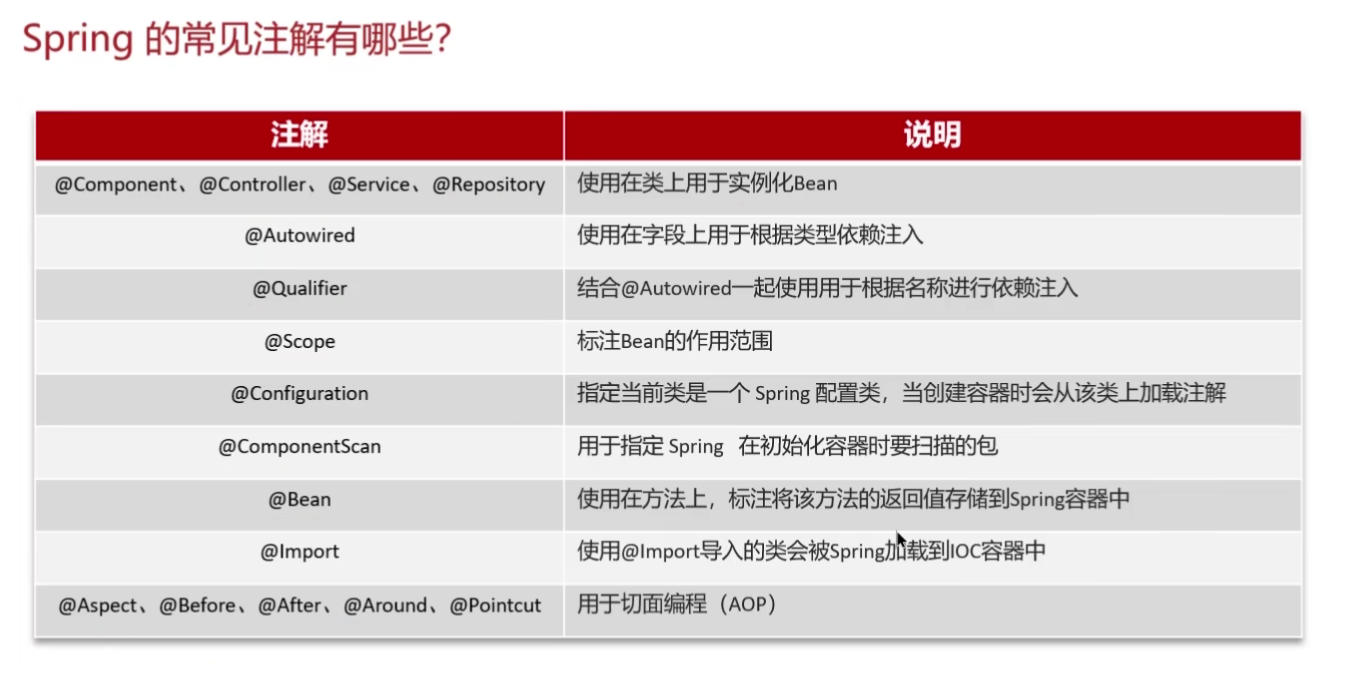 Spring 的常见注解有哪些?
注解 说明
@Component、@Controller、@Service、@Repository 使用在类上用于实例化Bean
@Autowired 使用在字段上用于根据类型依赖注入
@Qualifier 结合@Autowired一起使用用于根据名称进行依赖注入
@Scope 标注Bean的作用范围
@Configuration 指定当前类是一个 Spring 配置类，当创建容器时会从该类上加载注解
@ComponentScan 用于指定 Spring 在初始化容器时要扫描的包
@Bean 使用在方法上，标注将该方法的返回值存储到Spring容器中
@Import 使用@Import导入的类会被Spring加载到IOC容器中
@Aspect、@Before、@After、@Around、@Pointcut 用于切面编程（AOP）